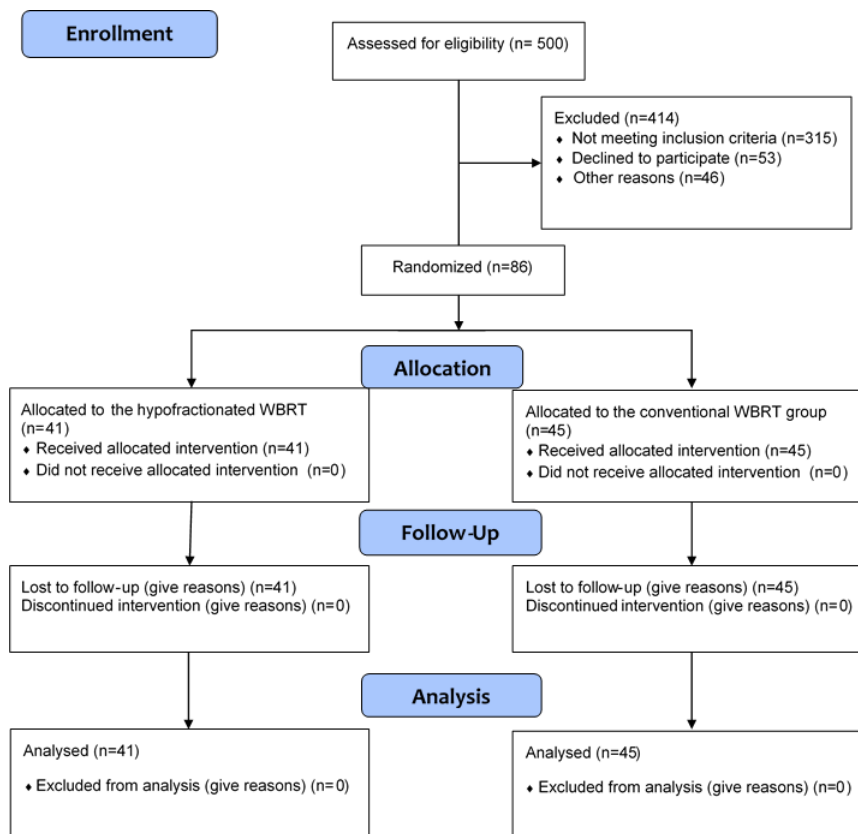 Enrollment
Assessed for eligibility (n= 500)
Excluded (n=414)
♦ Not meeting inclusion criteria (n=315)
♦ Declined to participate (n=53)
♦ Other reasons (n=46)
Randomized (n=86)
Allocation
Allocated to the hypofractionated WBRT
(n=41)
♦ Received allocated intervention (n=41)
♦ Did not receive allocated intervention (n=0)
Allocated to the conventional WBRT group
(n=45)
♦ Received allocated intervention (n=45)
♦ Did not receive allocated intervention (n=0)
Follow-Up
Lost to follow-up (give reasons) (n=41)
Discontinued intervention (give reasons) (n=0)
Lost to follow-up (give reasons) (n=45)
Discontinued intervention (give reasons) (n=0)
Analysis
Analysed (n=41)
♦ Excluded from analysis (give reasons) (n=0)
Analysed (n=45)
♦ Excluded from analysis (give reasons) (n=0)